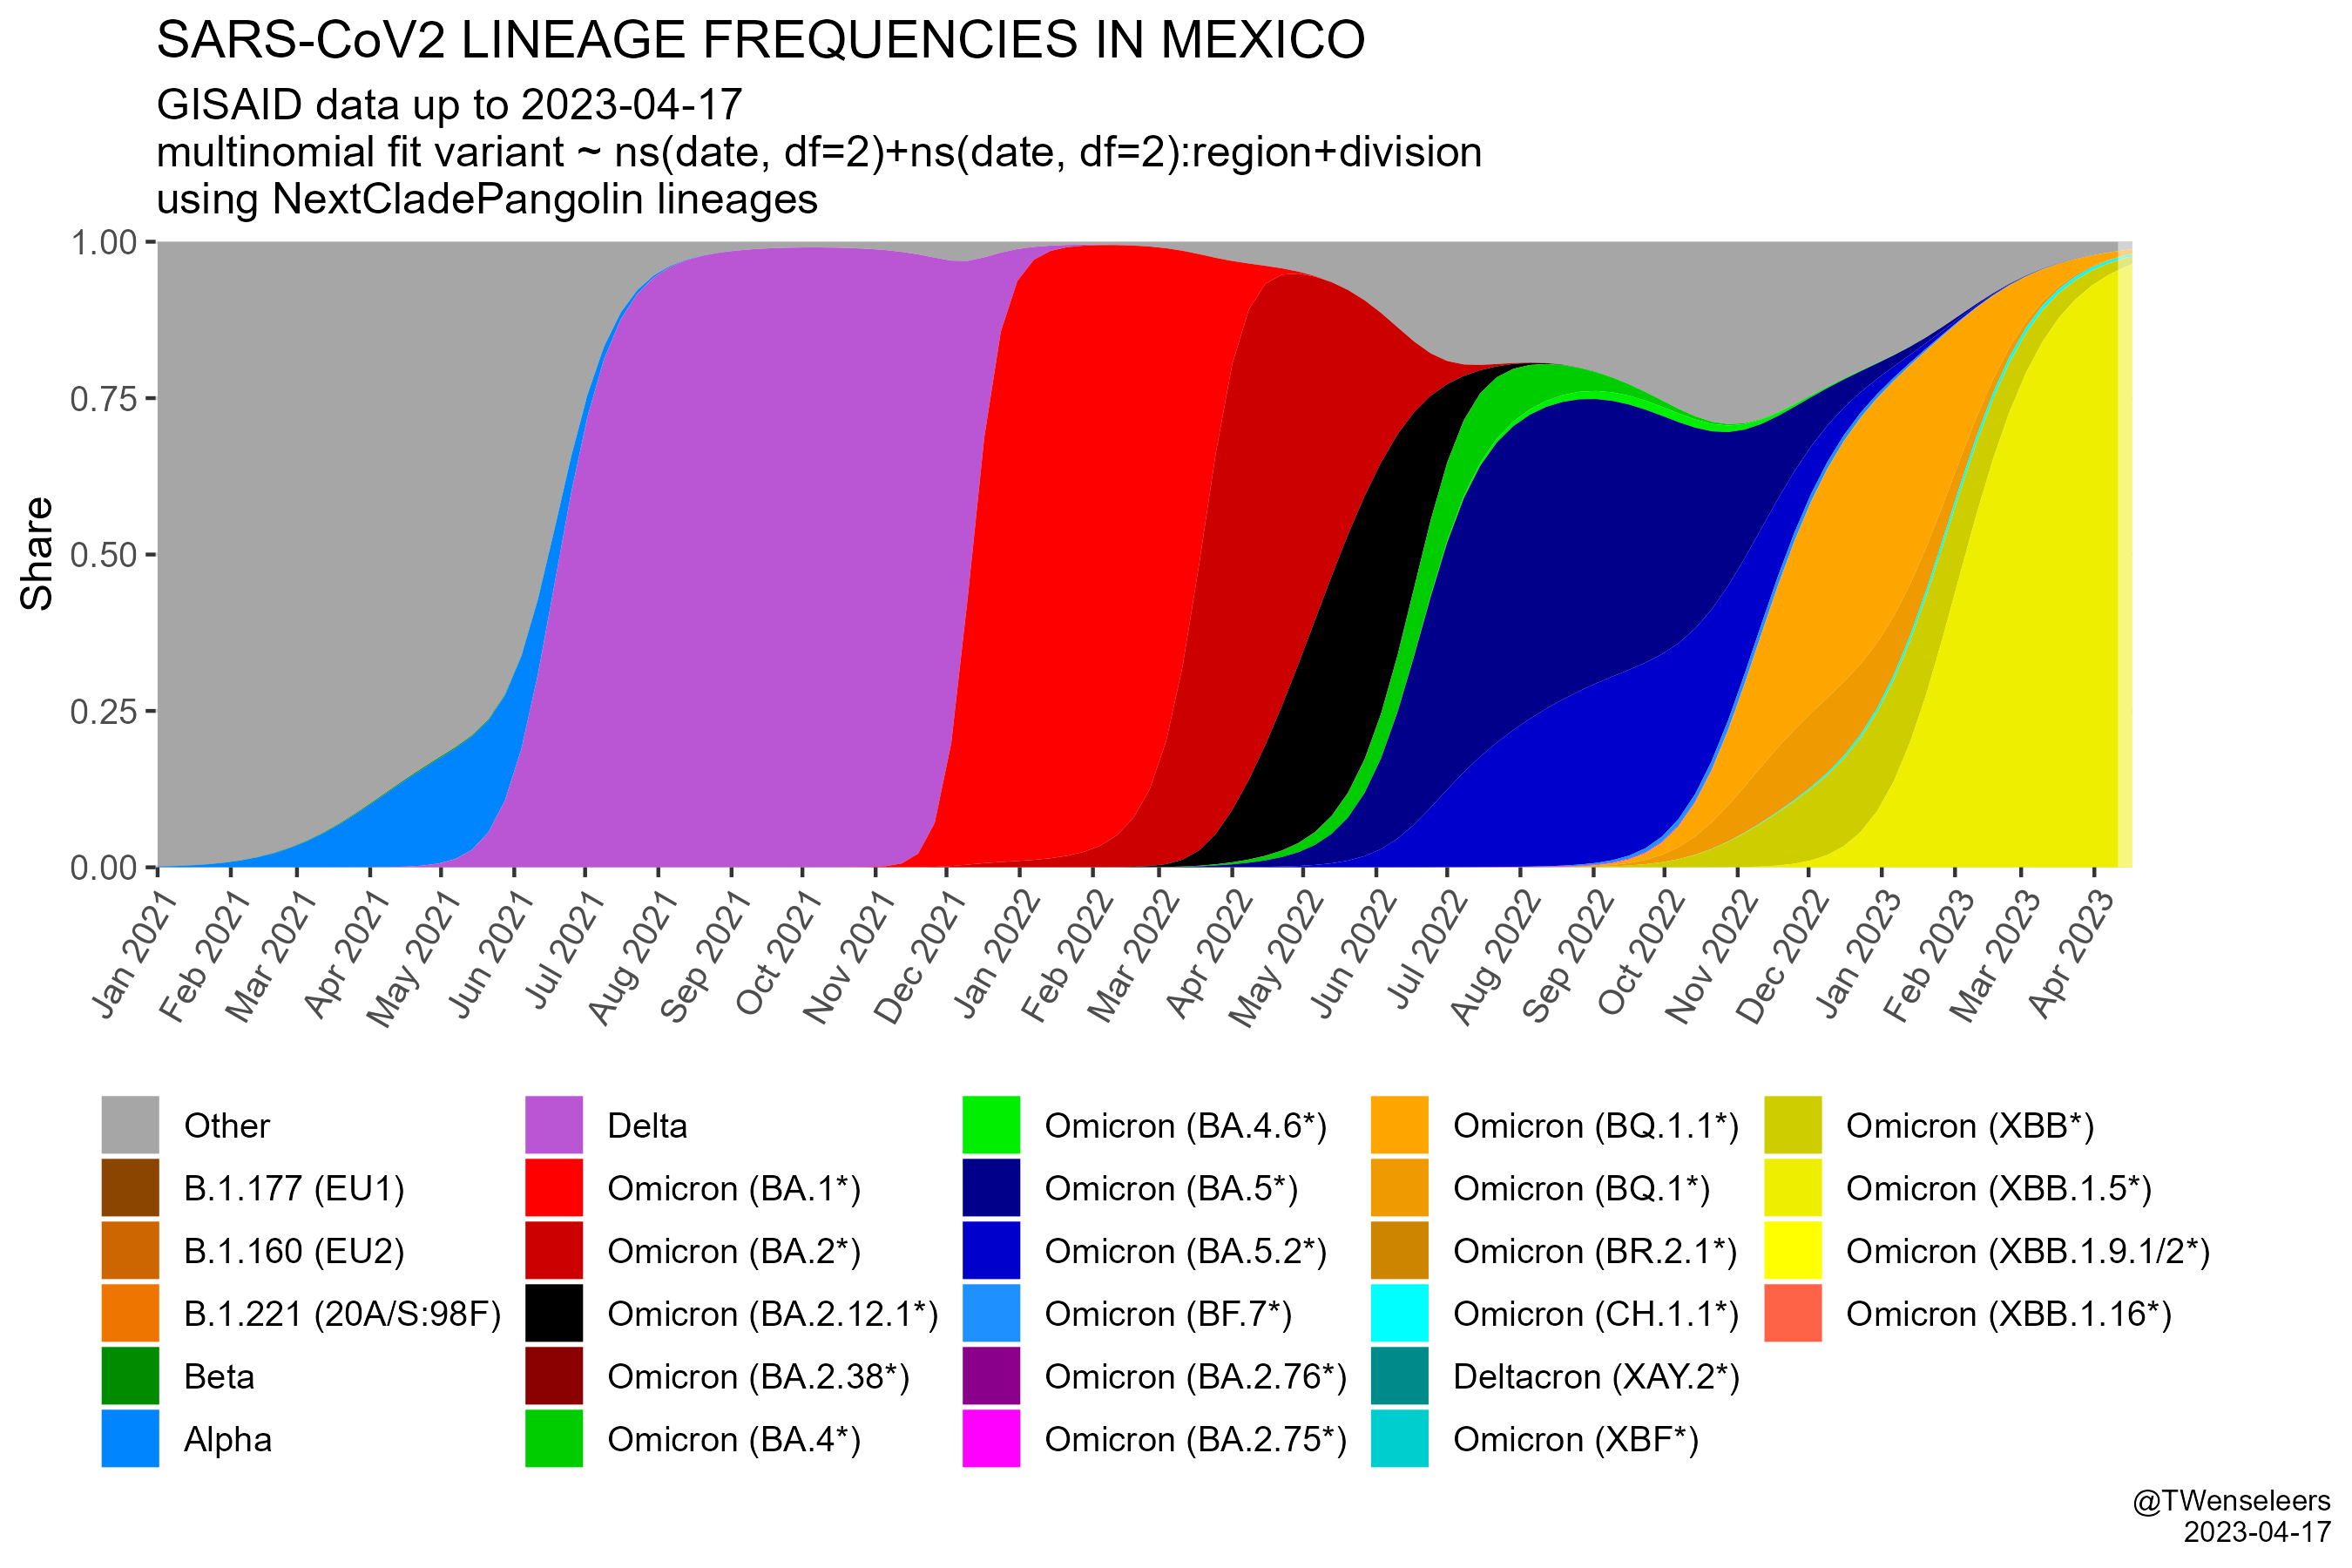 SARS-CoV2 LINEAGE FREQUENCIES IN MEXICO
GISAID data up to 2023-04-17
multinomial fit variant ~ ns(date, df=2)+ns(date, df=2):region+division
using NextCladePangolin lineages
Share
1.00
0.75
0.50
0.25
0.00
Jan 2021
Feb 2021
Mar 2021
Apr 2021
May 2021
Jun 2021
Jul 2021
Aug 2021
Sep 2021
Oct 2021
Nov 2021
Dec 2021
Jan 2022
Feb 2022
Mar 2022
Apr 2022
May 2022
Jun 2022
Jul 2022
Aug 2022
Sep 2022
Oct 2022
Nov 2022
Dec 2022
Jan 2023
Feb 2023
Mar 2023
Apr 2023
Other
B.1.177 (EU1)
B.1.160 (EU2)
B.1.221 (20A/S:98F)
Beta
Alpha
Delta
Omicron (BA.1*)
Omicron (BA.2*)
Omicron (BA.2.12.1*)
Omicron (BA.2.38*)
Omicron (BA.4*)
Omicron (BA.4.6*)
Omicron (BA.5*)
Omicron (BA.5.2*)
Omicron (BF.7*)
Omicron (BA.2.76*)
Omicron (BA.2.75*)
Omicron (BQ.1.1*)
Omicron (BQ.1*)
Omicron (BR.2.1*)
Omicron (CH.1.1*)
Deltacron (XAY.2*)
Omicron (XBF*)
Omicron (XBB*)
Omicron (XBB.1.5*)
Omicron (XBB.1.9.1/2*)
Omicron (XBB.1.16*)
@TWenseleers
2023-04-17